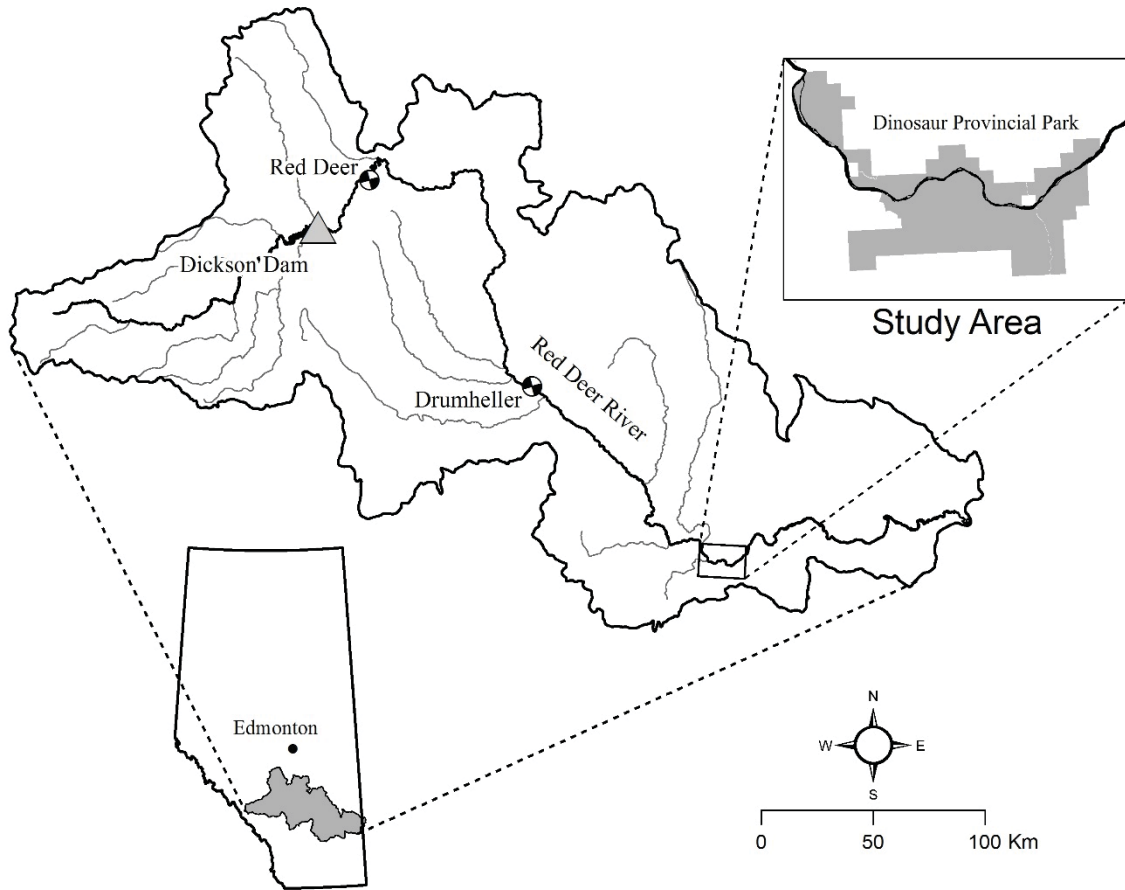 Dinosaur Provincial Park
Study Area
Red Deer
Dickson Dam
Red Deer River
Drumheller
Edmonton
N
W E
S
0 50 100 Km